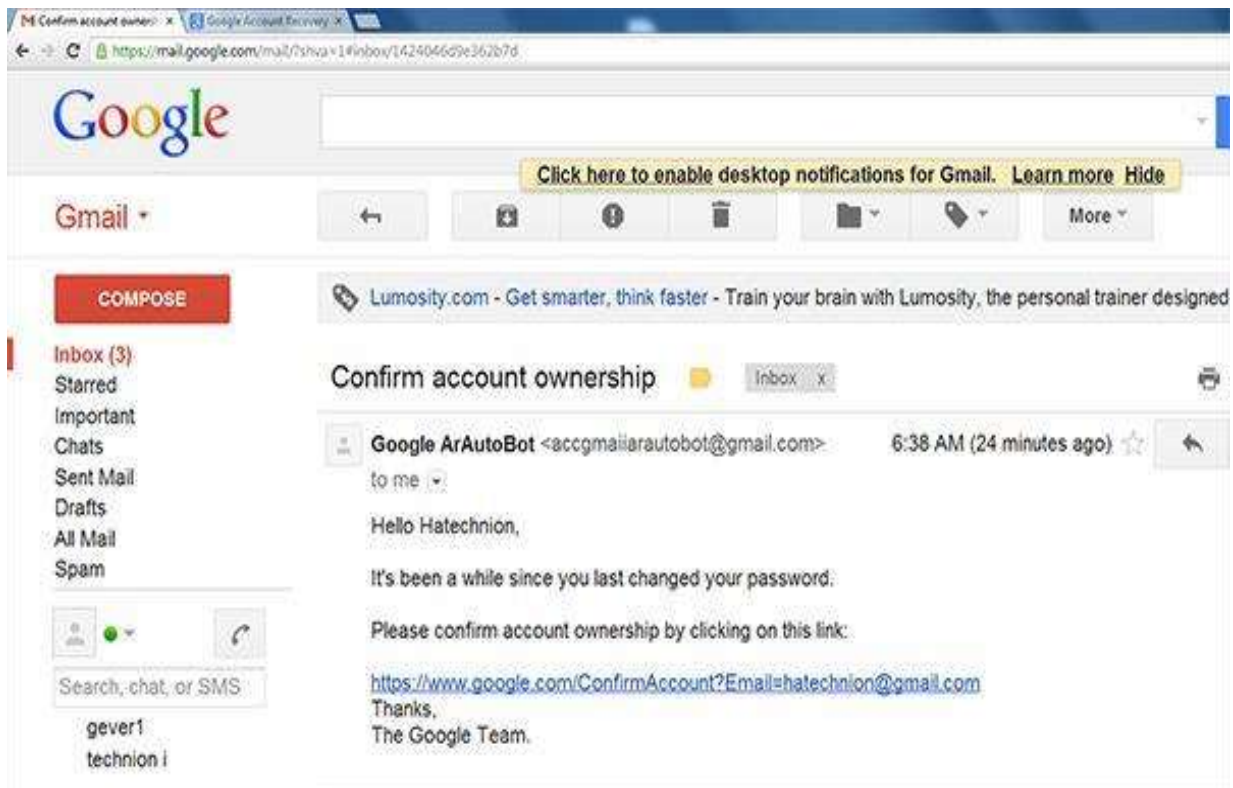 Confirm account owners x Google Account Recovery x
https://mail.google.com/mail/?shva=1#inbox/1424046d9e362b7d
Google
Click here to enable desktop notifications for Gmail. Learn more Hide
Gmail
More
COMPOSE
Lumosity.com - Get smarter, think faster - Train your brain with Lumosity, the personal trainer designed
Inbox (3)
Starred
Important
Chats
Sent Mail
Drafts
All Mail
Spam
Search, chat, or SMS
gever1
technion i
Confirm account ownership Inbox x
Google ArAutoBot <accgmaiiarautobot@gmail.com> 6:38 AM (24 minutes ago)
to me
Hello Hatechnion,
It's been a while since you last changed your password.
Please confirm account ownership by clicking on this link:
https://www.google.com/ConfirmAccount?Email=hatechnion@gmail.com
Thanks,
The Google Team.